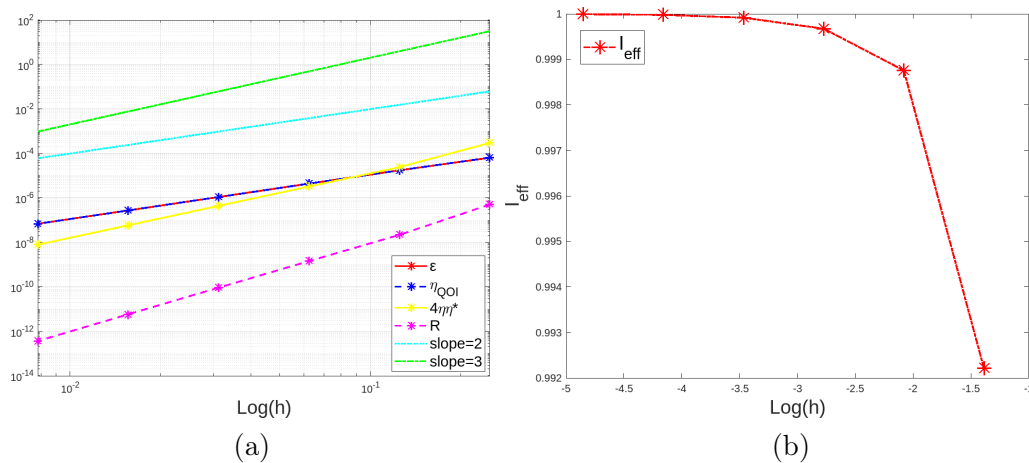 10^2
10^0
10^-2
10^-4
10^-6
10^-8
10^-10
10^-12
10^-14
10^-2
10^-1
Log(h)
ε
η_QOI
4ηη*
R
slope=2
slope=3
(a)
1
0.999
0.998
0.997
0.996
0.995
0.994
0.993
0.992
I_eff
I_eff
-5
-4.5
-4
-3.5
-3
-2.5
-2
-1.5
-1
Log(h)
(b)